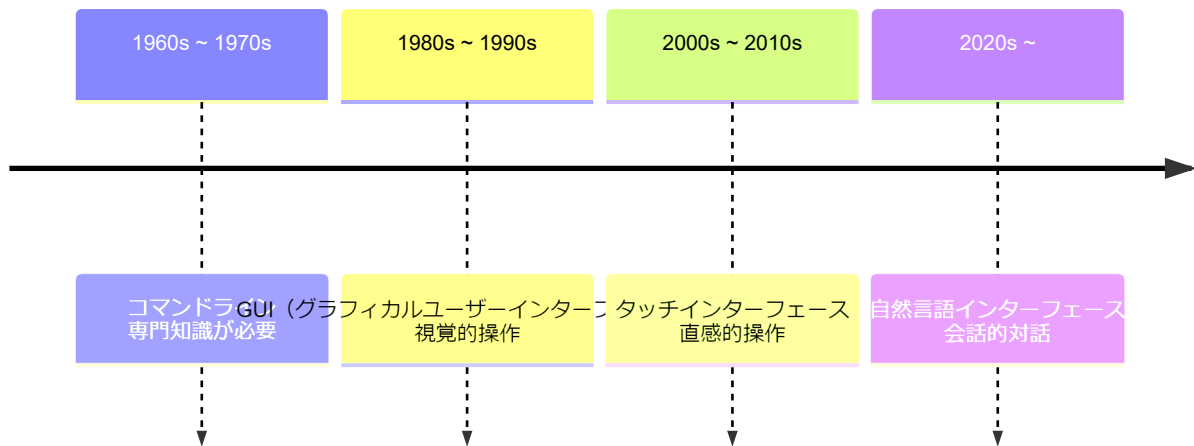 1960s ~ 1970s
1980s ~ 1990s
2000s ~ 2010s
2020s ~
コマンドライン
専門知識が必要
GUI（グラフィカルユーザーインターフ
視覚的操作
タッチインターフェース
直感的操作
自然言語インターフェース
会話的対話